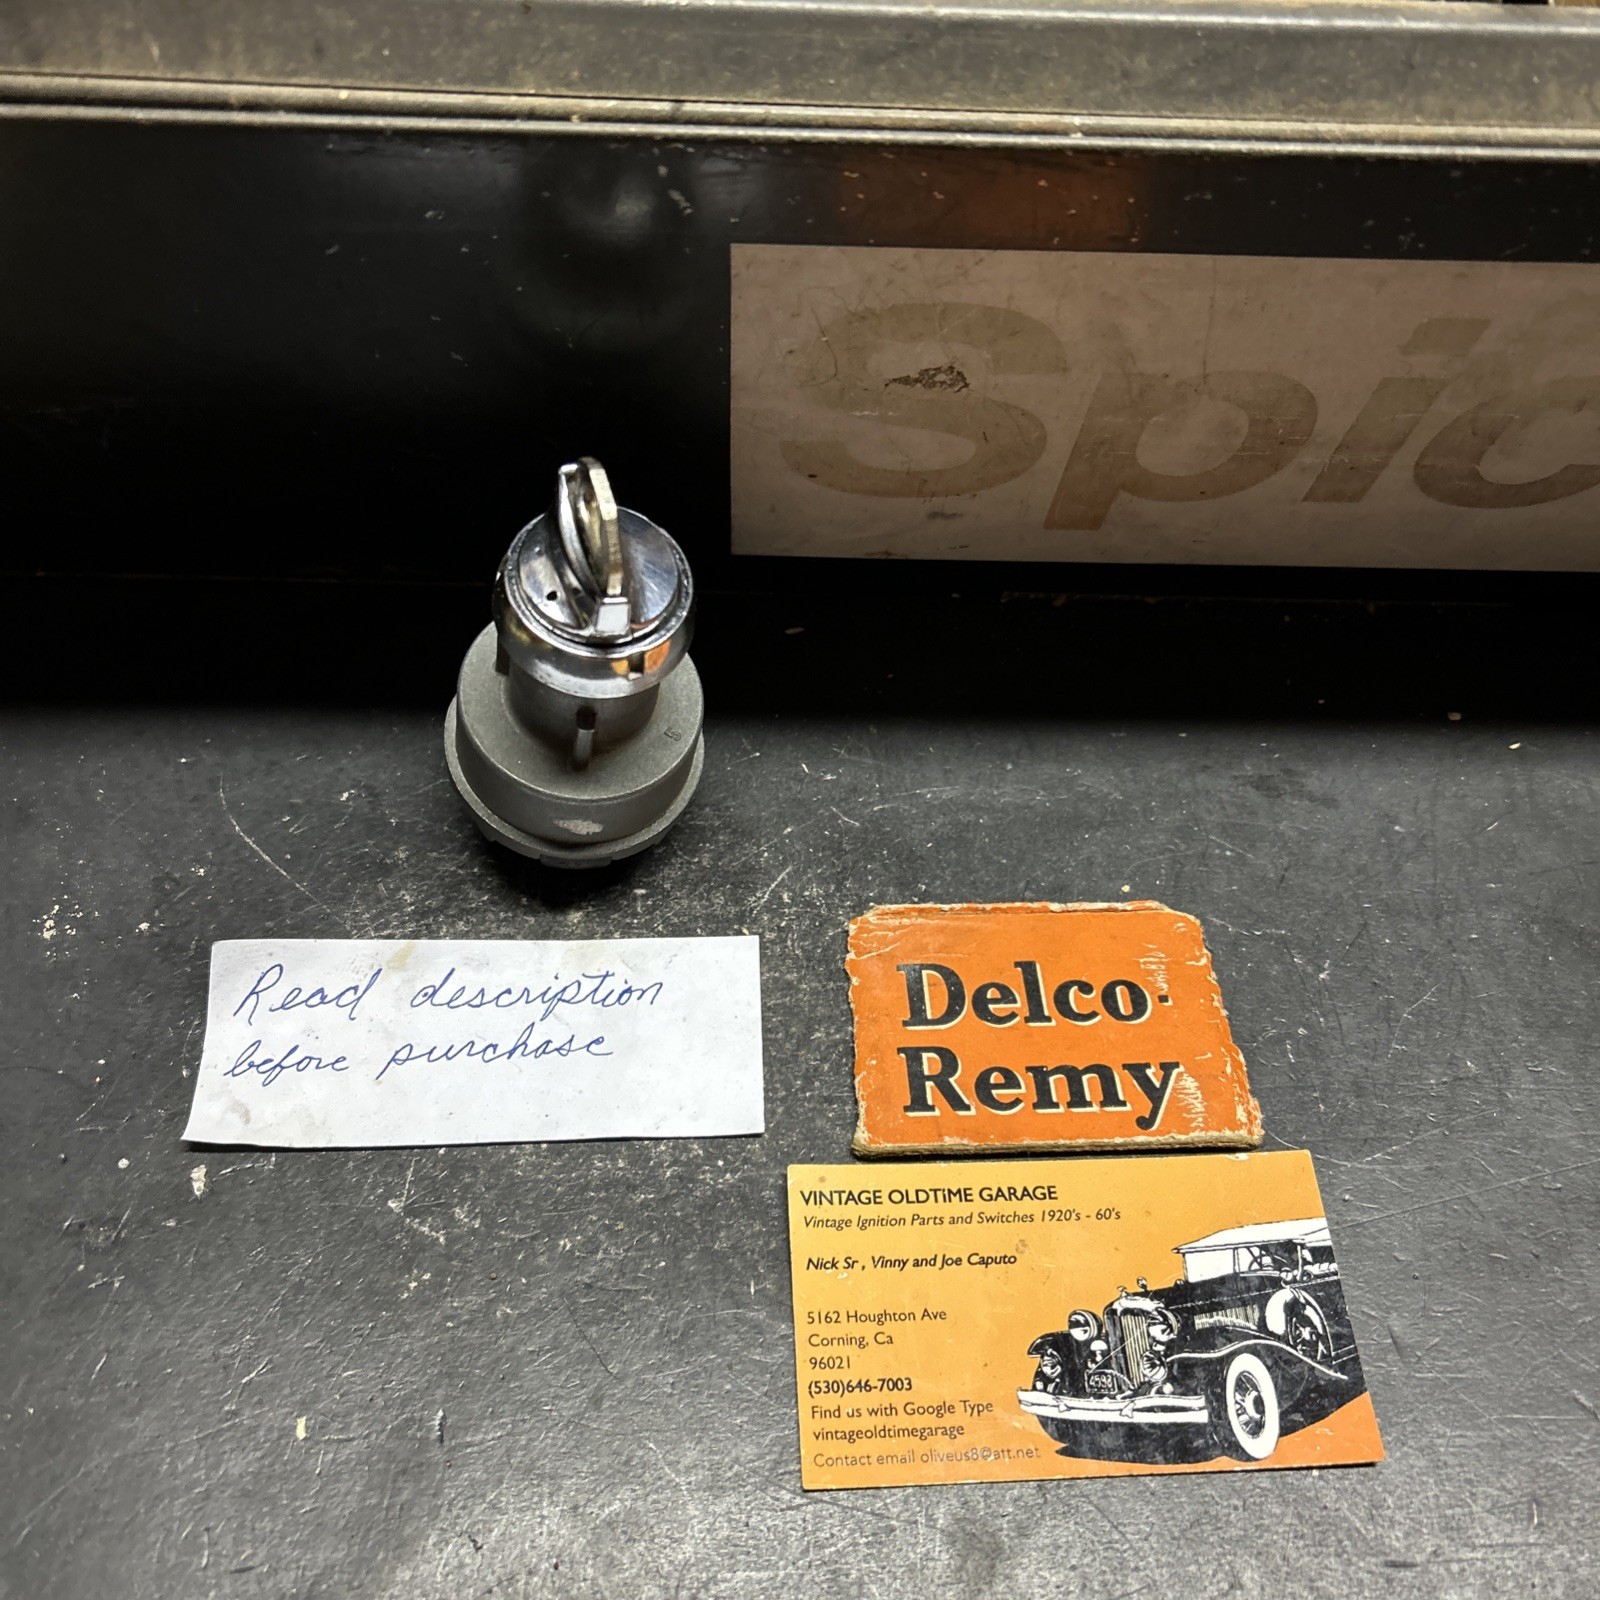 Spic
Read description
before purchase
Delco-
Remy
VINTAGE OLDTiME GARAGE
Vintage Ignition Parts and Switches 1920's - 60's
Nick Sr , Vinny and Joe Caputo
5162 Houghton Ave
Corning, Ca
96021
(530)646-7003
Find us with Google Type
vintageoldtimegarage
Contact email oliveus8@att.net
4598